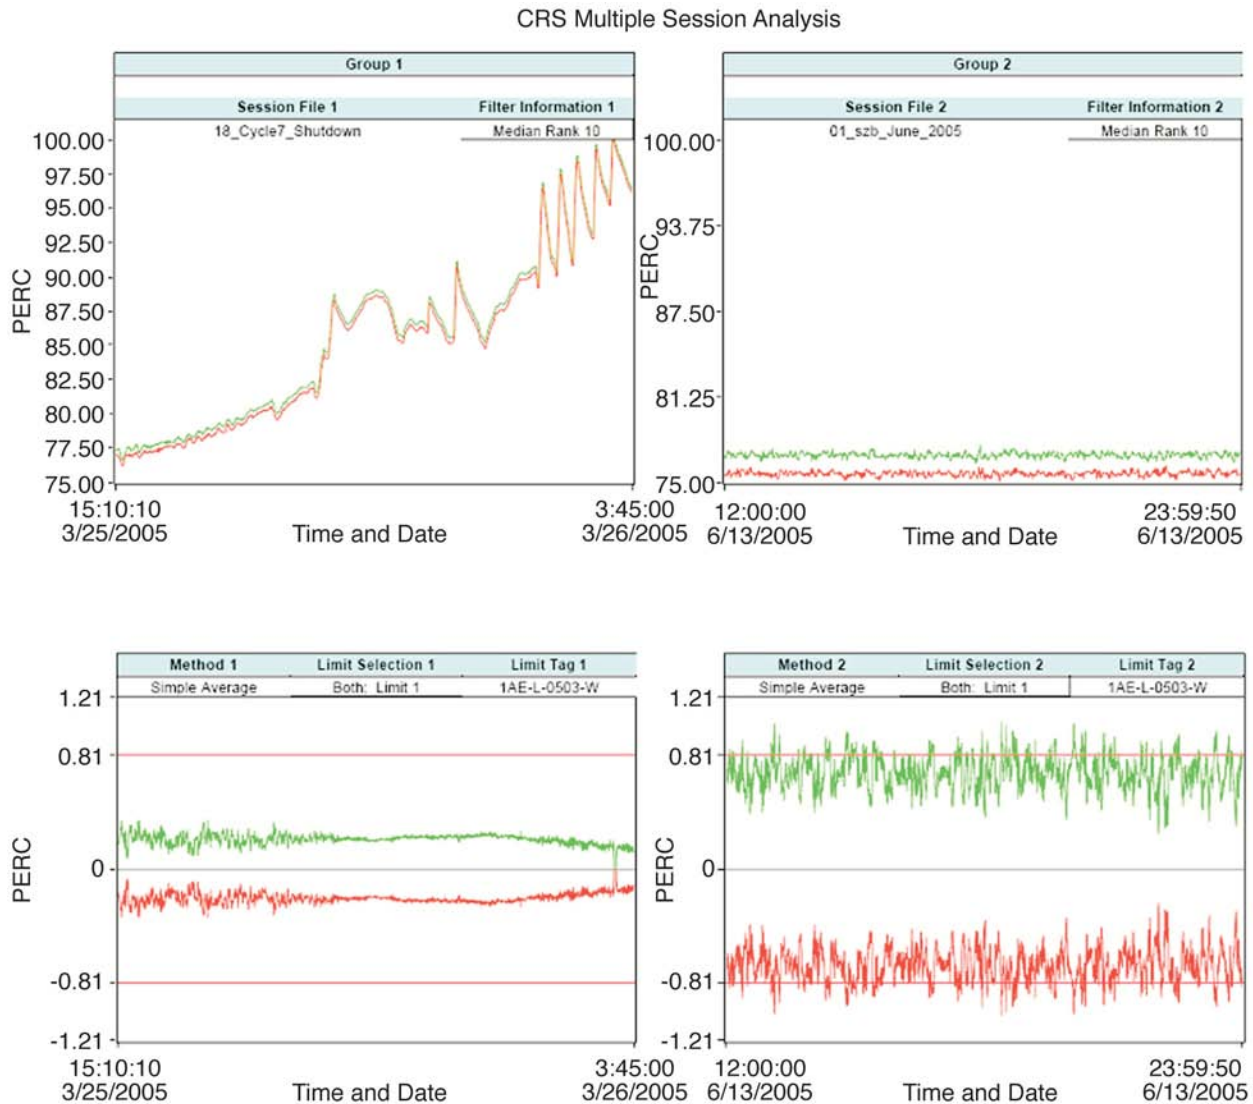 CRS Multiple Session Analysis
Group 1
Session File 1 Filter Information 1
18_Cycle7_Shutdown Median Rank 10
100.00
97.50
95.00
92.50
90.00
87.50
85.00
82.50
80.00
77.50
75.00
PERC
15:10:10 3:45:00
3/25/2005 Time and Date 3/26/2005
Group 2
Session File 2 Filter Information 2
01_szb_June_2005 Median Rank 10
100.00
93.75
87.50
81.25
75.00
PERC
12:00:00 23:59:50
6/13/2005 Time and Date 6/13/2005
Method 1 Limit Selection 1 Limit Tag 1
Simple Average Both: Limit 1 1AE-L-0503-W
1.21
0.81
0
-0.81
-1.21
PERC
15:10:10 3:45:00
3/25/2005 Time and Date 3/26/2005
Method 2 Limit Selection 2 Limit Tag 2
Simple Average Both: Limit 1 1AE-L-0503-W
1.21
0.81
0
-0.81
-1.21
PERC
12:00:00 23:59:50
6/13/2005 Time and Date 6/13/2005